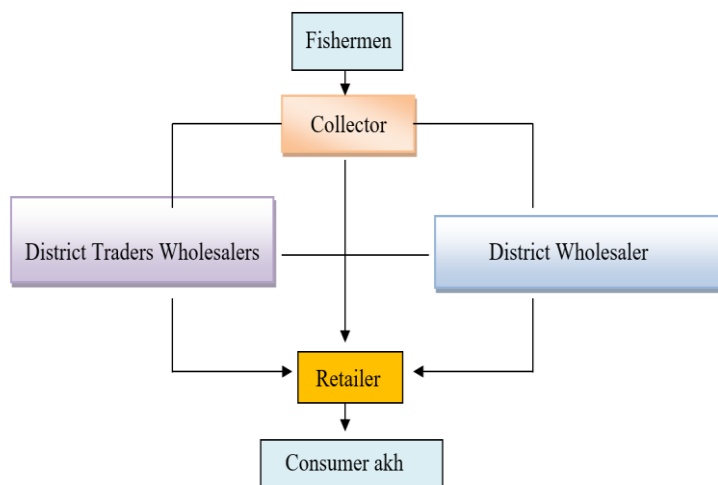 Fishermen
Collector
District Traders Wholesalers
District Wholesaler
Retailer
Consumer akh